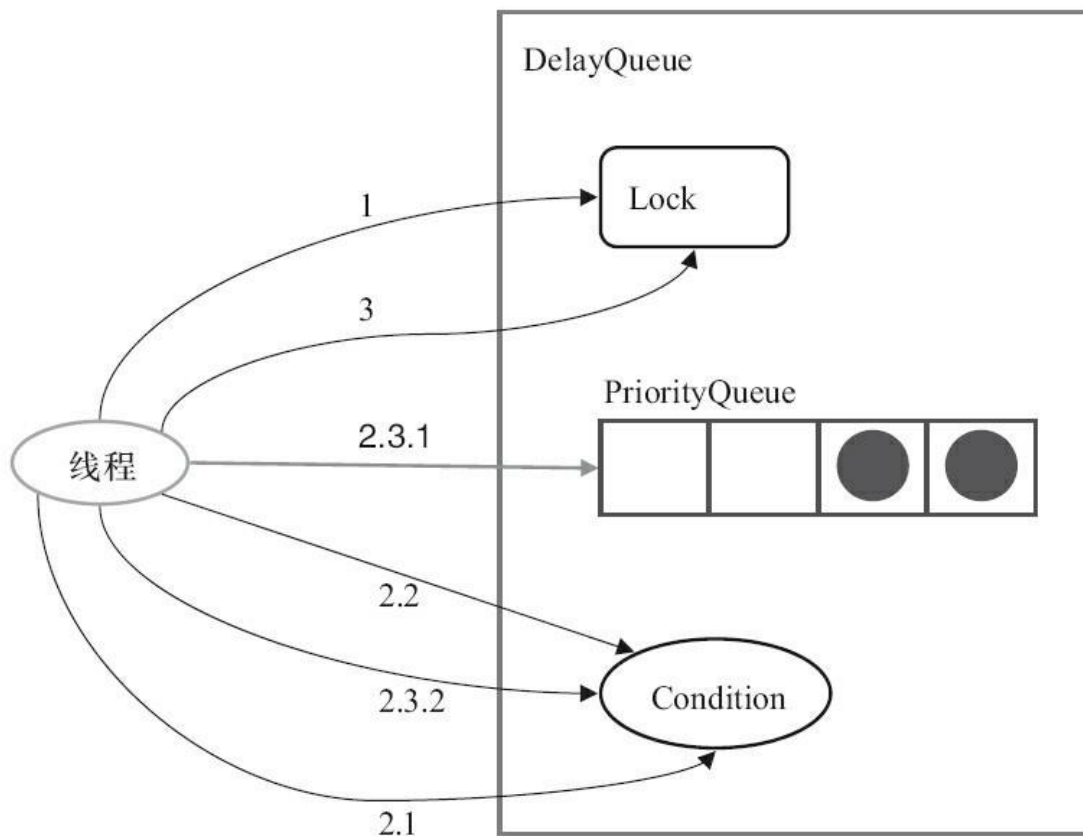 DelayQueue
1
Lock
3
PriorityQueue
2.3.1
线程
2.2
2.3.2
Condition
2.1